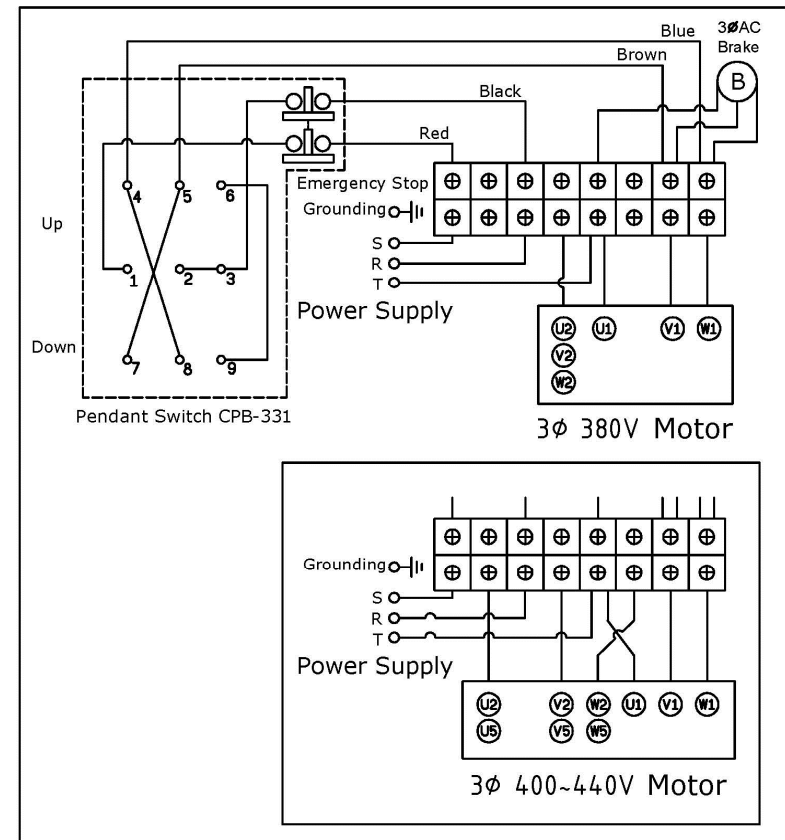 Blue
3ØAC
Brake
Brown
B
Black
Red
4 5 6
Emergency Stop
Grounding
Up
S
R
T
1 2 3
Power Supply
Down
U2 U1 V1 W1
V2
W2
7 8 9
Pendant Switch CPB-331
3Ø 380V Motor
Grounding
S
R
T
Power Supply
U2 V2 W2 U1 V1 W1
U5 V5 W5
3Ø 400~440V Motor